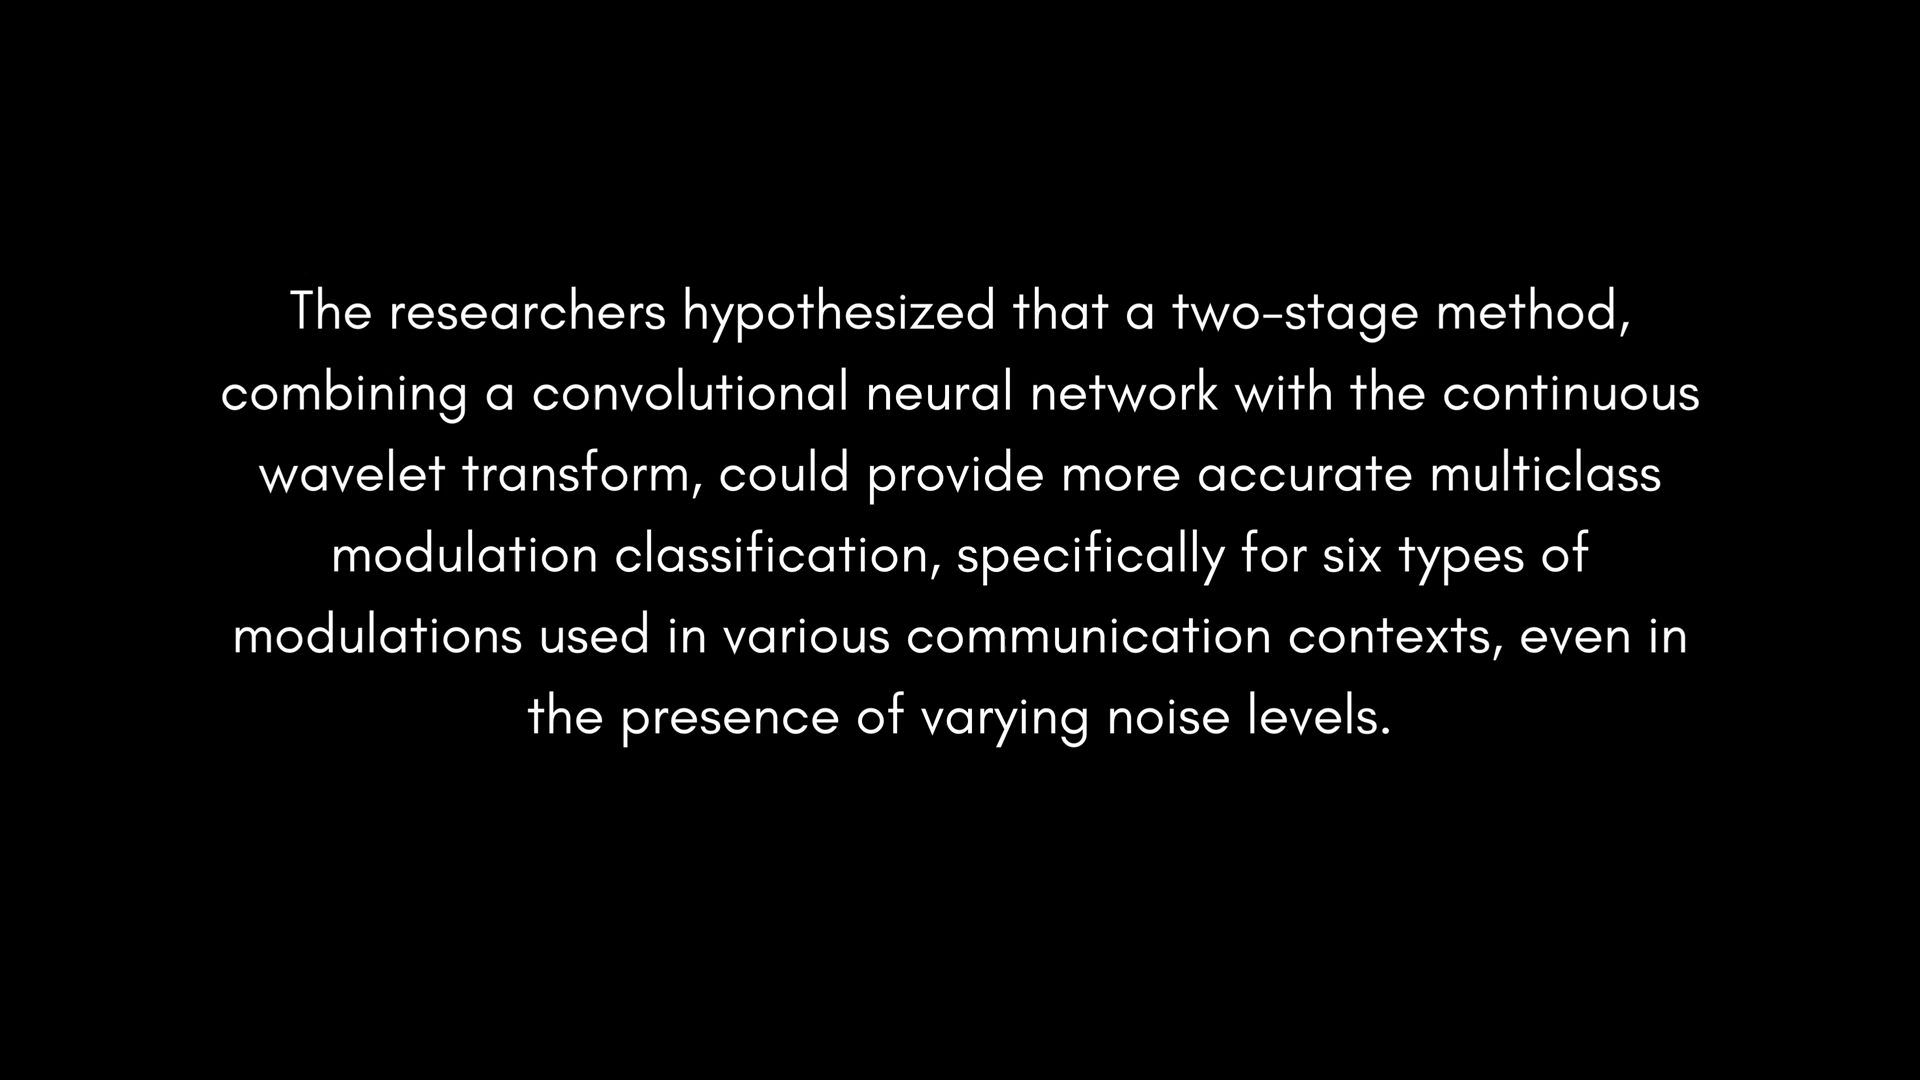 The researchers hypothesized that a two-stage method,
combining a convolutional neural network with the continuous
wavelet transform, could provide more accurate multiclass
modulation classification, specifically for six types of
modulations used in various communication contexts, even in
the presence of varying noise levels.